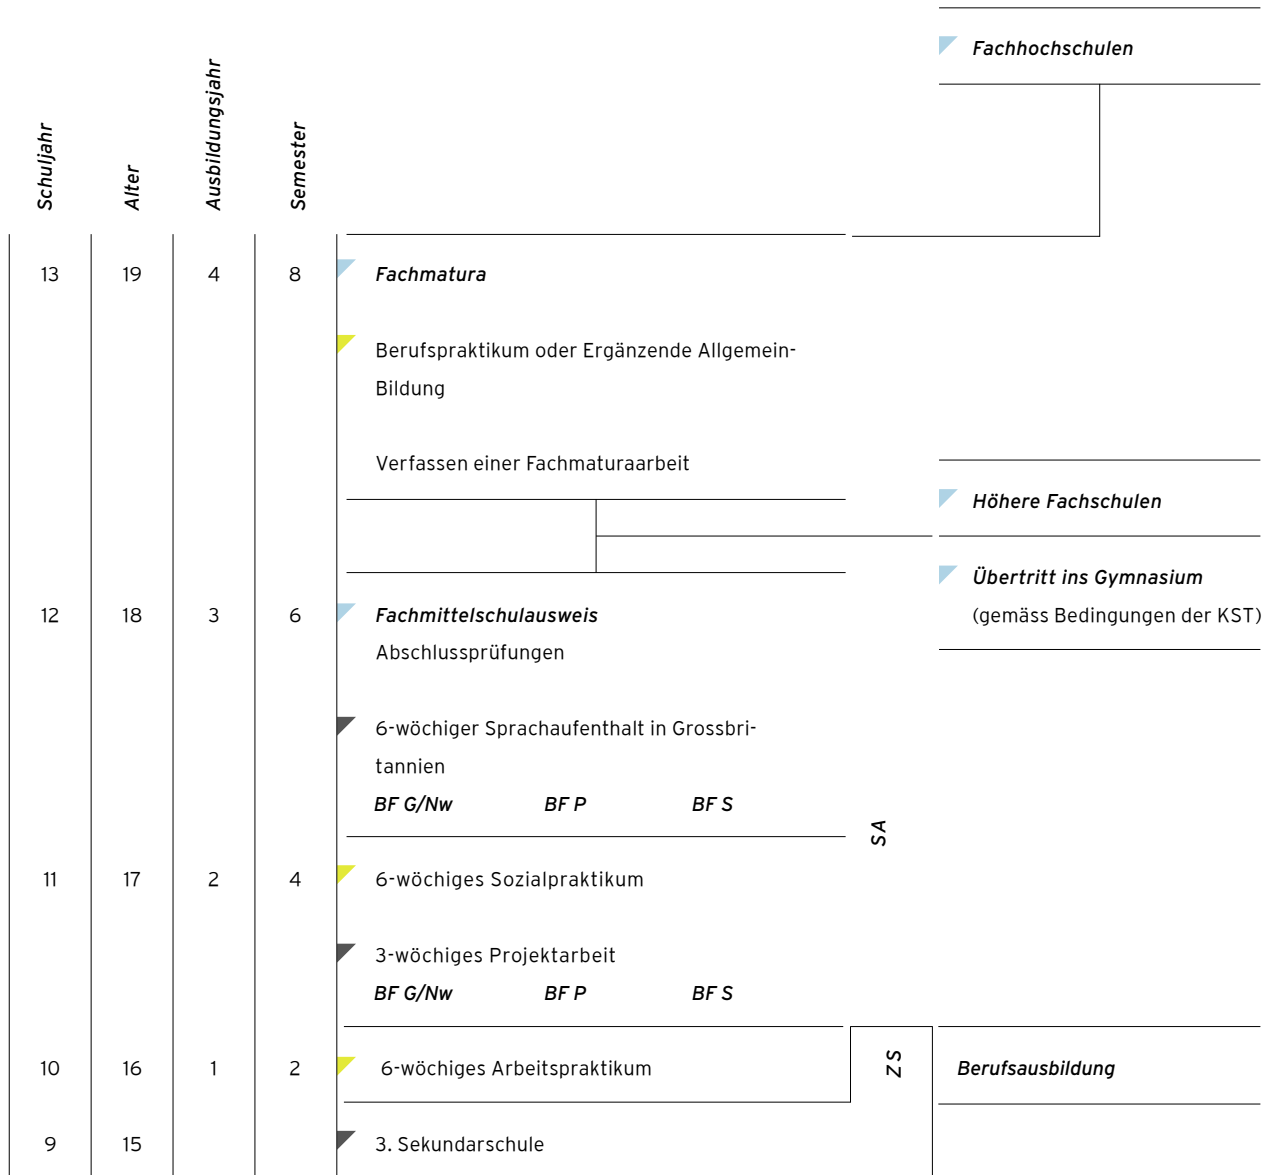 Fachhochschulen
Schuljahr
Alter
Ausbildungsjahr
Semester
13 19 4 8 Fachmatura
Berufspraktikum oder Ergänzende Allgemein-
Bildung
Verfassen einer Fachmaturaarbeit
Höhere Fachschulen
Übertritt ins Gymnasium
(gemäss Bedingungen der KST)
12 18 3 6 Fachmittelschulausweis
Abschlussprüfungen
6-wöchiger Sprachaufenthalt in Grossbri-
tannien
BF G/Nw BF P BF S
SA
11 17 2 4 6-wöchiges Sozialpraktikum
3-wöchiges Projektarbeit
BF G/Nw BF P BF S
10 16 1 2 6-wöchiges Arbeitspraktikum
ZS
Berufsausbildung
9 15 3. Sekundarschule